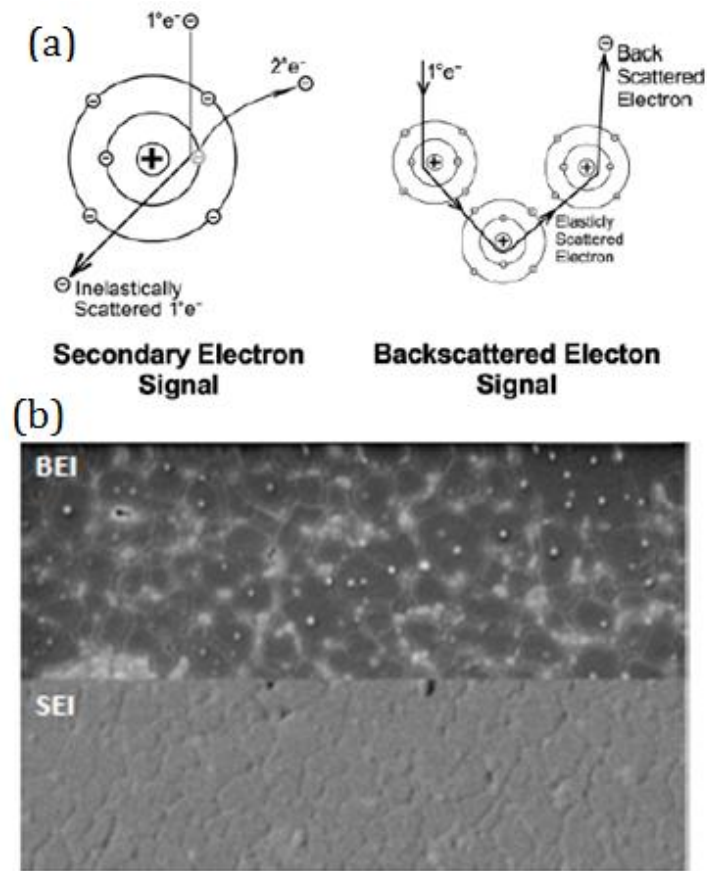 (a)
1°e⁻
2°e⁻
Inelastically
Scattered 1°e⁻
Secondary Electron
Signal
1°e⁻
Back
Scattered
Electron
Elasticly
Scattered
Electron
Backscattered Electon
Signal
(b)
BEI
SEI